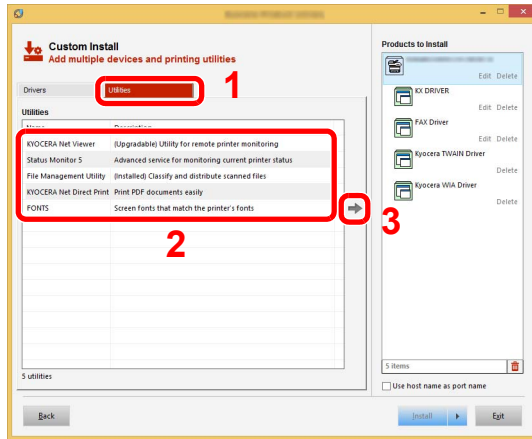 Custom Install
Add multiple devices and printing utilities
1
Drivers
Utilities
Utilities
KYOCERA Net Viewer (Upgradable) Utility for remote printer monitoring
Status Monitor 5 Advanced service for monitoring current printer status
File Management Utility (Installed) Classify and distribute scanned files
KYOCERA Net Direct Print Print PDF documents easily
FONTS Screen fonts that match the printer's fonts
2
3
5 utilities
Products to Install
Edit Delete
KX DRIVER
Edit Delete
FAX Driver
Edit Delete
Kyocera TWAIN Driver
Delete
Kyocera WIA Driver
Delete
5 items
Use host name as port name
Back
Install
Exit